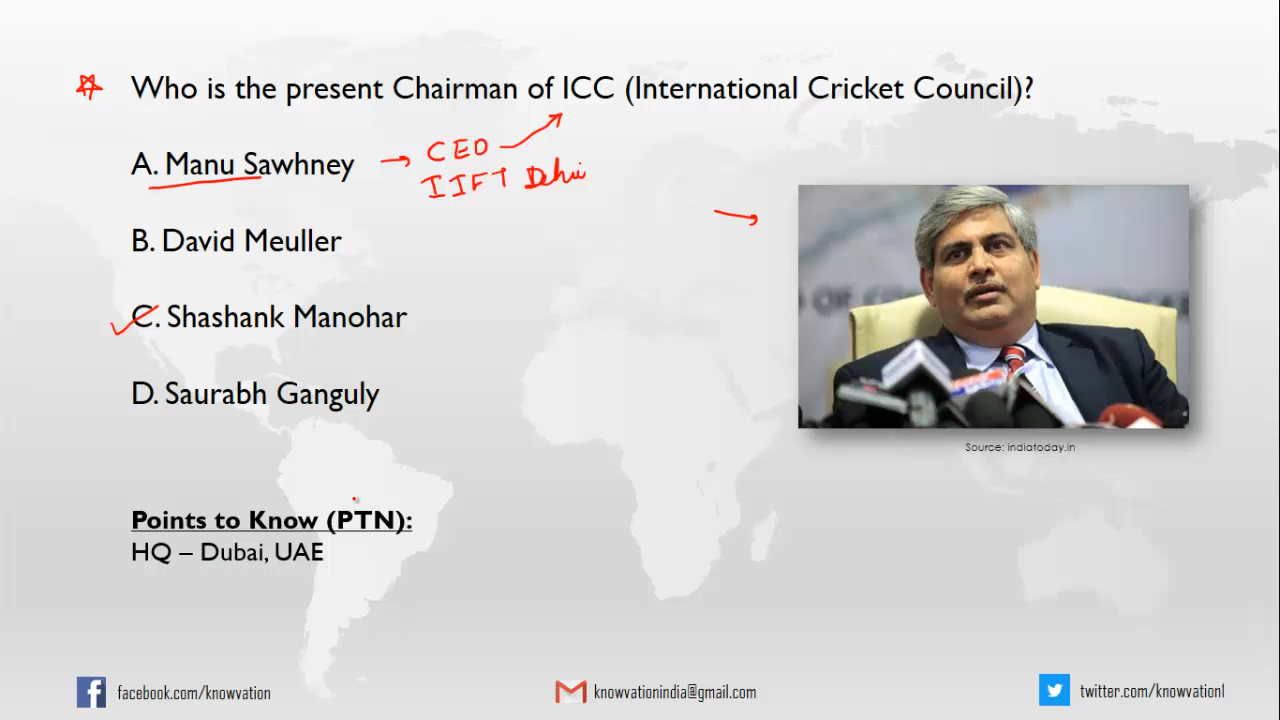 Who is the present Chairman of ICC (International Cricket Council)?
A. Manu Sawhney
CEO
IIFT Delhi
B. David Meuller
C. Shashank Manohar
D. Saurabh Ganguly
Source: indiatoday.in
Points to Know (PTN):
HQ – Dubai, UAE
facebook.com/knowvation
knowvationindia@gmail.com
twitter.com/knowvation1